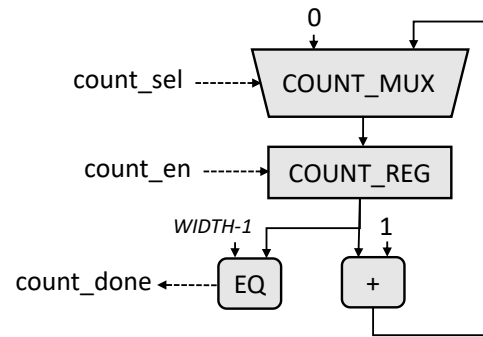 0
count_sel
COUNT_MUX
count_en
COUNT_REG
WIDTH-1
1
count_done
EQ
+